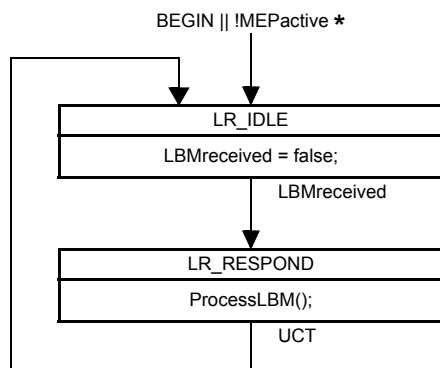 BEGIN || !MEPactive *
LR_IDLE
LBMreceived = false;
LBMreceived
LR_RESPOND
ProcessLBM();
UCT